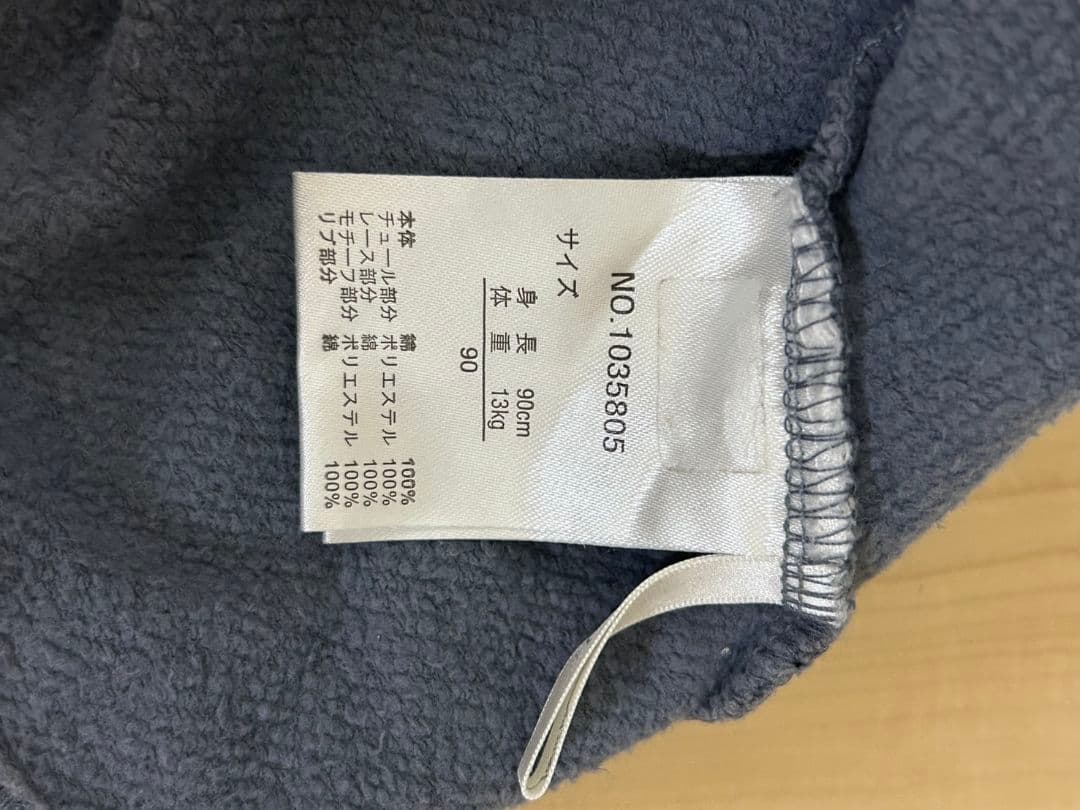 NO.1035805
サイズ
身長 90cm
体重 13kg
90
本体 綿 100%
チュール部分 ポリエステル 100%
レース部分 綿 100%
モチーフ部分 ポリエステル 100%
リブ部分 綿 100%